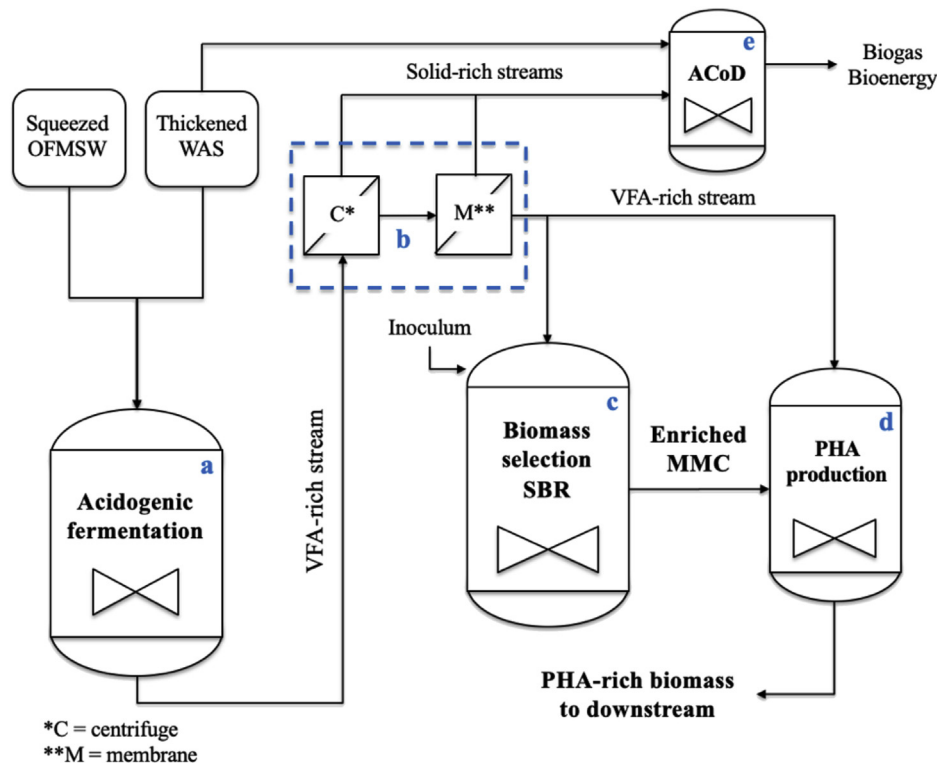 e
ACoD
Biogas
Bioenergy
Solid-rich streams
Squeezed
OFMSW
Thickened
WAS
C*
M**
b
VFA-rich stream
Inoculum
c
Biomass
selection
SBR
Enriched
MMC
d
PHA
production
a
Acidogenic
fermentation
VFA-rich stream
PHA-rich biomass
to downstream
*C = centrifuge
**M = membrane